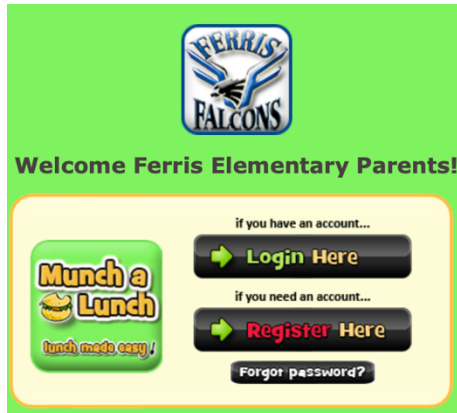 FERRIS
FALCONS
Welcome Ferris Elementary Parents!
if you have an account...
Login Here
Munch a
Lunch
lunch made easy!
if you need an account...
Register Here
Forgot password?